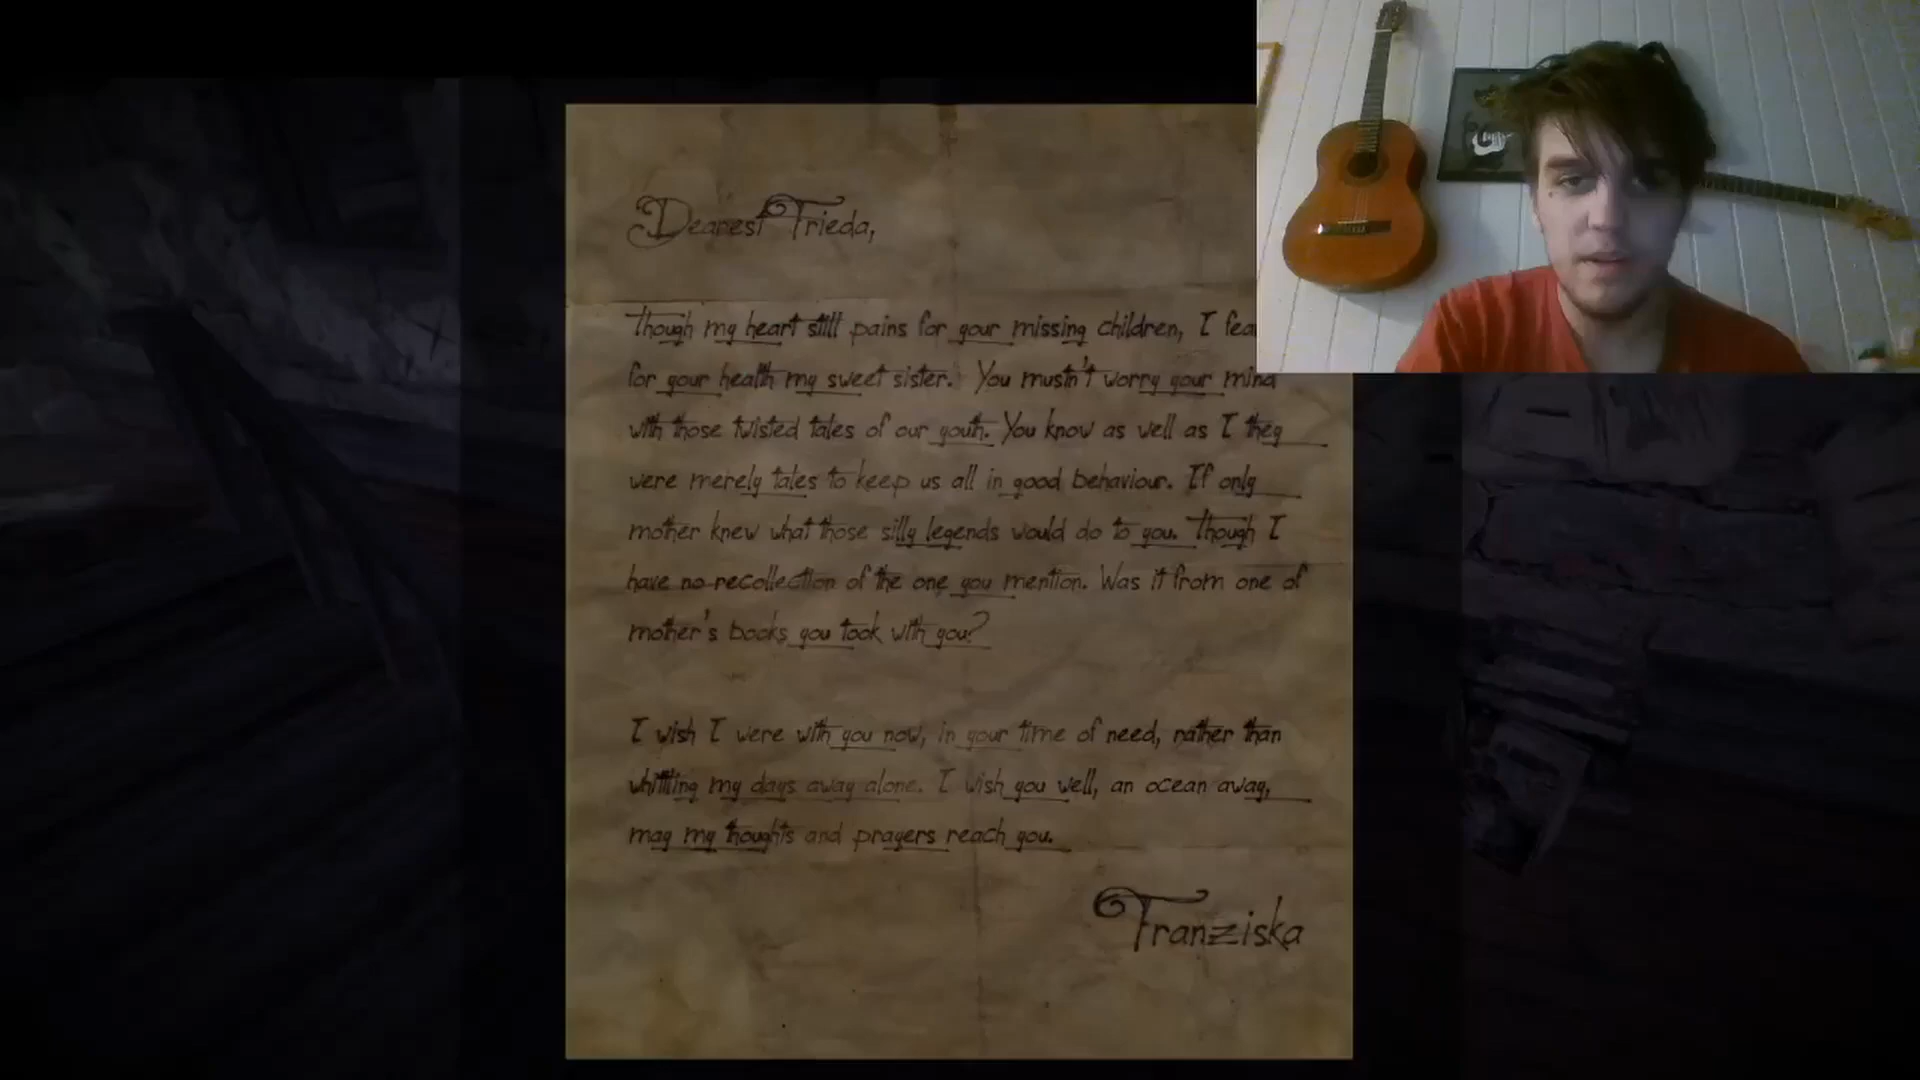 Dearest Frieda,
Though my heart still pains for your missing children, I fear
for your health my sweet sister. You mustn't worry your mind
with those twisted tales of our youth. You know as well as I they
were merely tales to keep us all in good behaviour. If only
mother knew what those silly legends would do to you. Though I
have no recollection of the one you mention. Was it from one of
mother's books you took with you?
I wish I were with you now, in your time of need, rather than
whittling my days away alone. I wish you well, an ocean away,
may my thoughts and prayers reach you.
Franziska